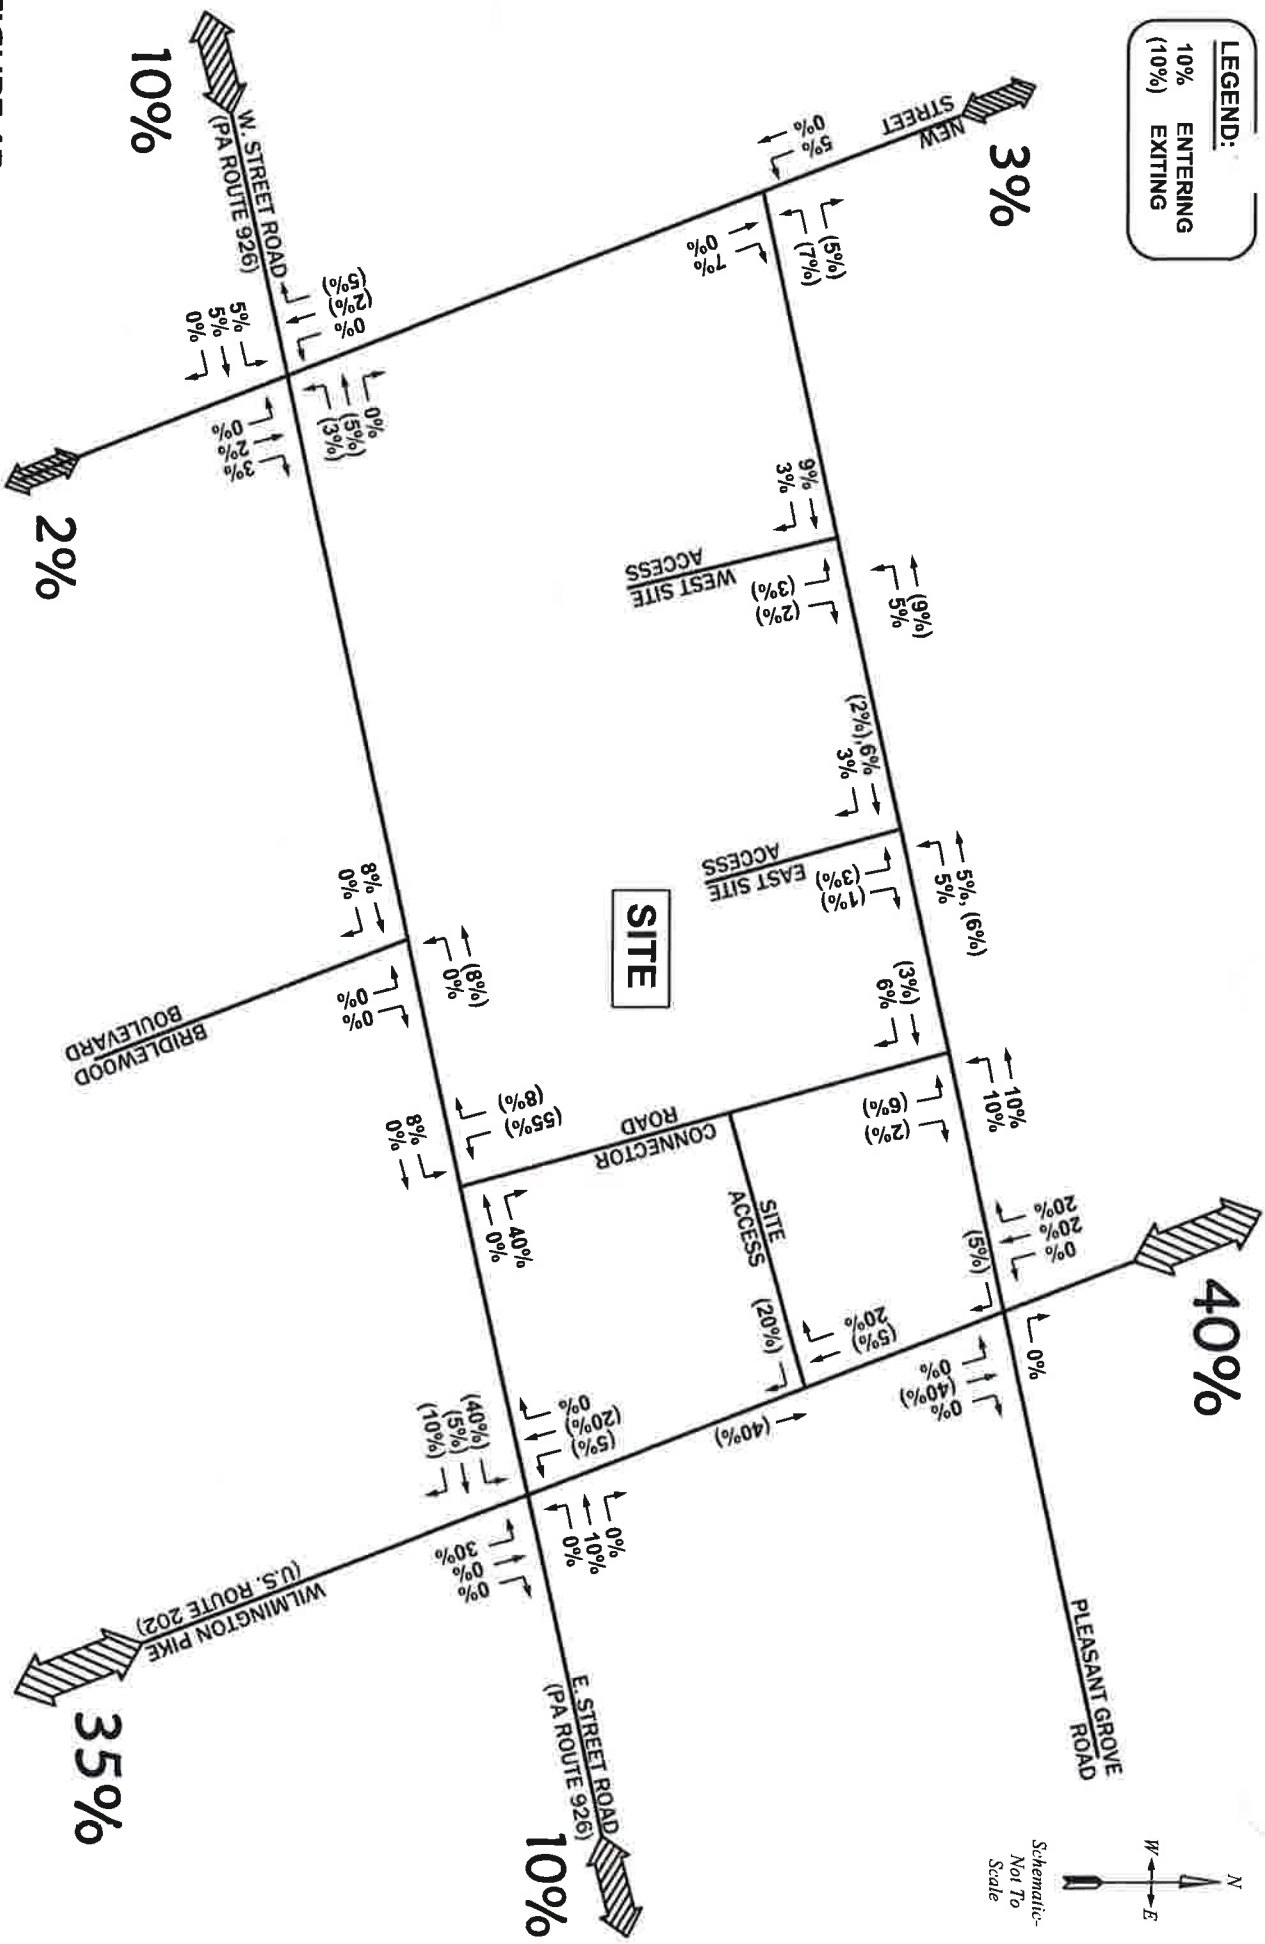 LEGEND:
10% ENTERING
(10%) EXITING
N
W E
Schematic-
Not To
Scale
3%
NEW
STREET
0%
5%
(5%)
(7%)
7%
0%
40%
20%
20%
0%
(5%)
0%
0%
(40%)
0%
PLEASANT GROVE
ROAD
9%
3%
(9%)
5%
(3%)
(2%)
WEST SITE
ACCESS
(2%),6%
3%
5%, (6%)
5%
(3%)
(1%)
EAST SITE
ACCESS
(3%)
6%
10%
10%
(6%)
(2%)
CONNECTOR
ROAD
SITE
ACCESS
20%
(5%)
(20%)
(40%)
SITE
10%
W. STREET ROAD
(PA ROUTE 926)
(5%)
(2%)
0%
0%
(5%)
(3%)
5%
5%
0%
0%
2%
3%
2%
8%
0%
(8%)
0%
0%
0%
BRIDLEWOOD
BOULEVARD
(8%)
(55%)
8%
0%
40%
0%
0%
(20%)
(5%)
0%
10%
0%
(40%)
(5%)
(10%)
30%
0%
0%
WILMINGTON PIKE
(U.S. ROUTE 202)
35%
E. STREET ROAD
(PA ROUTE 926)
10%